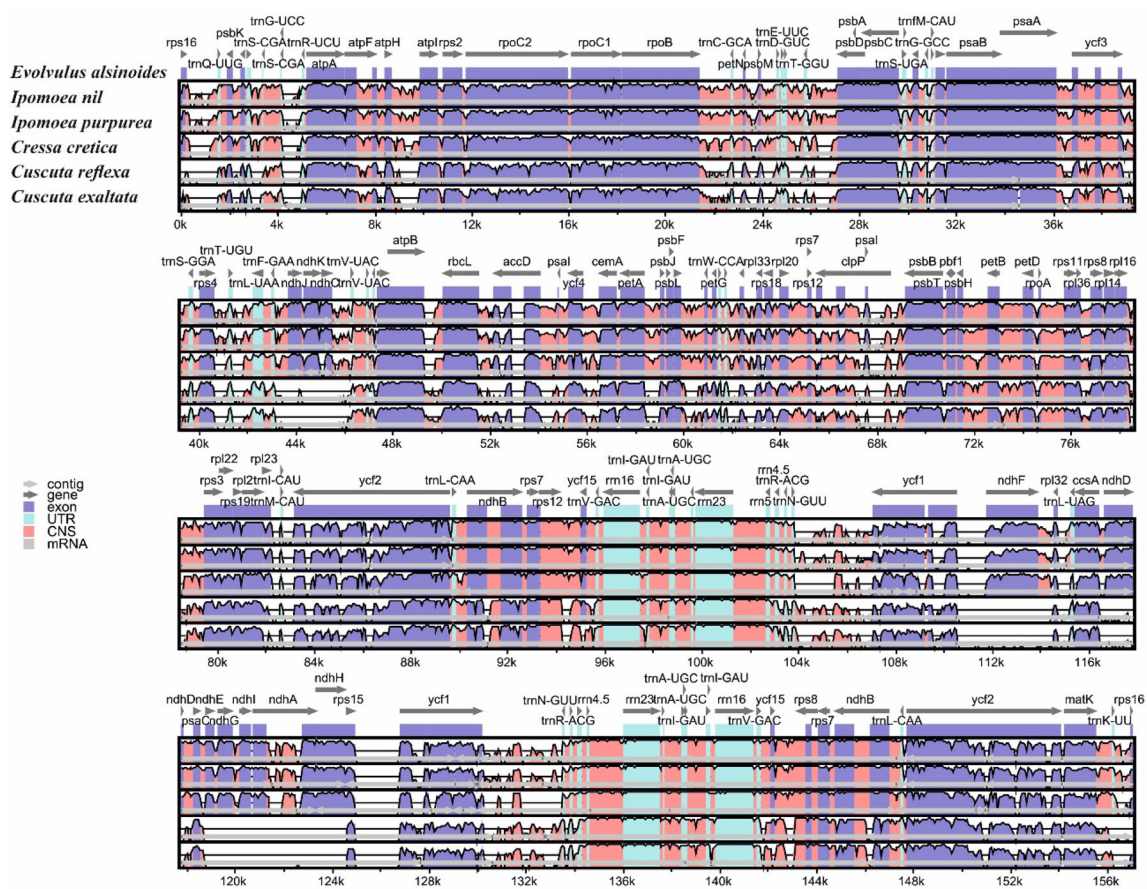 trnG-UCC
psbK
trnfM-CAU
trnE-UUC
psbA
psaA
rps16
trnS-CGA
trnR-UCU
atpF
atpH
atpI
rps2
rpoC2
rpoC1
rpoB
trnC-GCA
trnD-GUC
psbD
psbC
trnG-GCC
psaB
ycf3
trnQ-UUG
trnS-CGA
atpA
petN
psbM
trnT-GGU
trnS-UGA
Evolvulus alsinoides
Ipomoea nil
Ipomoea purpurea
Cressa cretica
Cuscuta reflexa
Cuscuta exaltata
0k 4k 8k 12k 16k 20k 24k 28k 32k 36k
trnT-UGU
atpB
psbF
rps7
psaI
trnS-GGA
trnF-GAA
ndhK
trnV-UAC
rbcL
accD
psaI
cemA
psbJ
trnW-CCA
rpl33
rpl20
clpP
psbB
pbf1
petB
petD
rps11
rps8
rpl16
rps4
trnL-UAA
ndhJ
ndhC
trnV-UAC
ycf4
petA
psbL
petG
rps18
rps12
psbT
psbH
rpoA
rpl36
rpl14
40k 44k 48k 52k 56k 60k 64k 68k 72k 76k
rpl22
rpl23
trnI-GAU
trnA-UGC
rrn4.5
rps3
rpl2
trnI-CAU
ycf2
trnL-CAA
rps7
ycf15
rrn16
trnI-GAU
trnR-ACG
ycf1
ndhF
rpl32
ccsA
ndhD
rps19
trnM-CAU
ndhB
rps12
trnV-GAC
trnA-UGC
rrn23
rrn5
trnN-GUU
trnL-UAG
contig
gene
exon
UTR
CNS
mRNA
80k 84k 88k 92k 96k 100k 104k 108k 112k 116k
ndhH
trnA-UGC
trnI-GAU
ndhD
ndhE
ndhI
ndhA
rps15
ycf1
trnN-GUU
rrn4.5
rrn23
trnA-UGC
rrn16
ycf15
rps8
ndhB
ycf2
matK
rps16
psaC
ndhG
trnR-ACG
trnI-GAU
trnV-GAC
rps7
trnL-CAA
trnK-UU
120k 124k 128k 132k 136k 140k 144k 148k 152k 156k